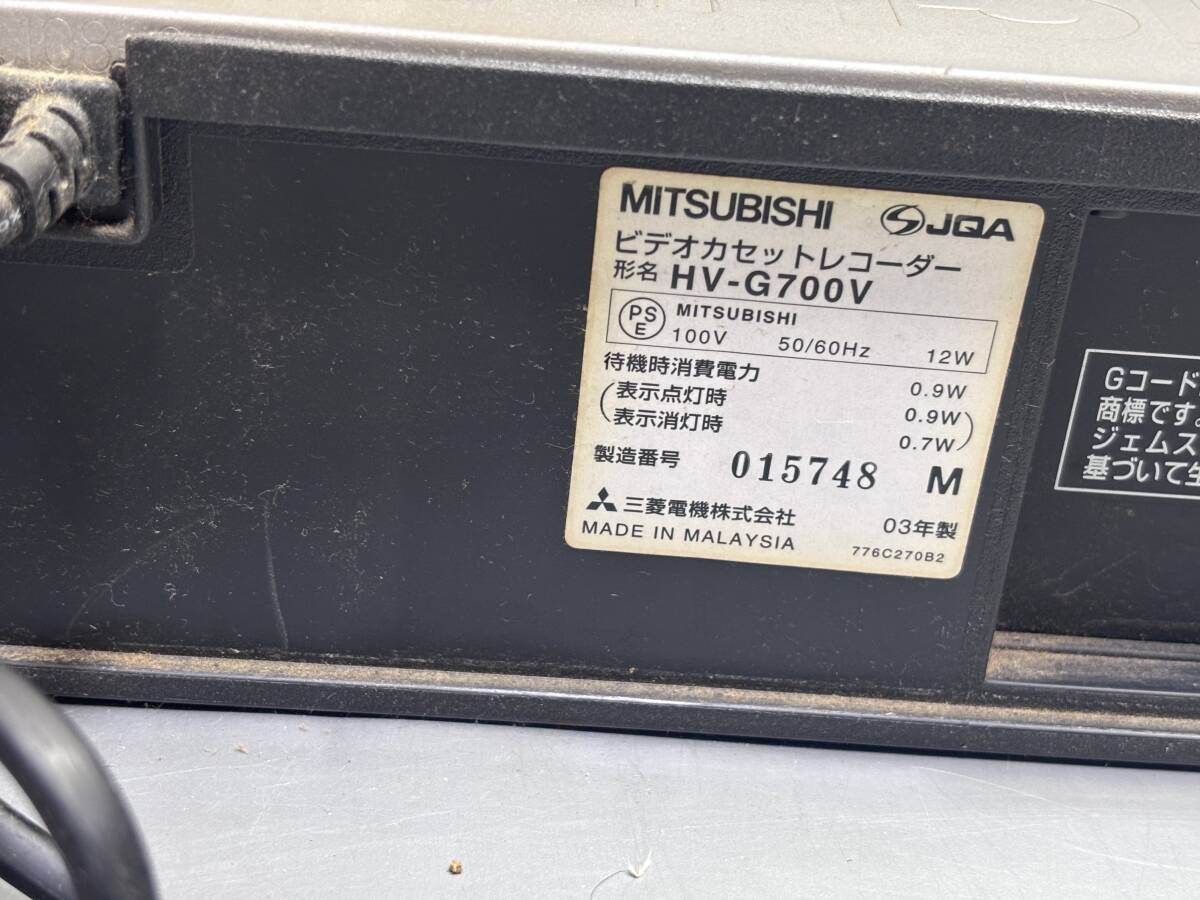 MITSUBISHI JQA
ビデオカセットレコーダー
形名 HV-G700V
PS E MITSUBISHI
100V 50/60Hz 12W
待機時消費電力 0.9W
(表示点灯時 0.9W
表示消灯時 0.7W)
製造番号 015748 M
三菱電機株式会社 03年製
MADE IN MALAYSIA 776C270B2
Gコード
商標です。
ジェムス
基づいて生